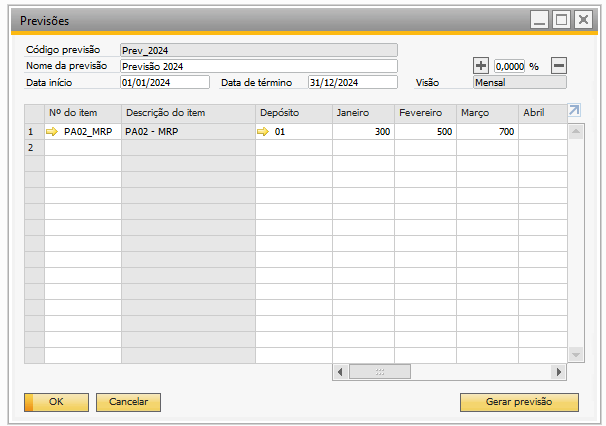 Previsões
Código previsão Prev_2024
Nome da previsão Previsão 2024 0,0000 %
Data início 01/01/2024 Data de término 31/12/2024 Visão Mensal
Nº do item Descrição do item Depósito Janeiro Fevereiro Março Abril
1 PA02_MRP PA02 - MRP 01 300 500 700
2
OK Cancelar Gerar previsão